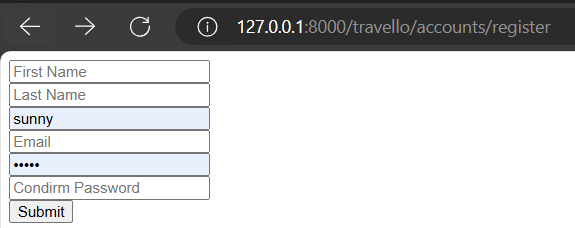 127.0.0.1:8000/travello/accounts/register
First Name
Last Name
sunny
Email
•••••
Condirm Password
Submit